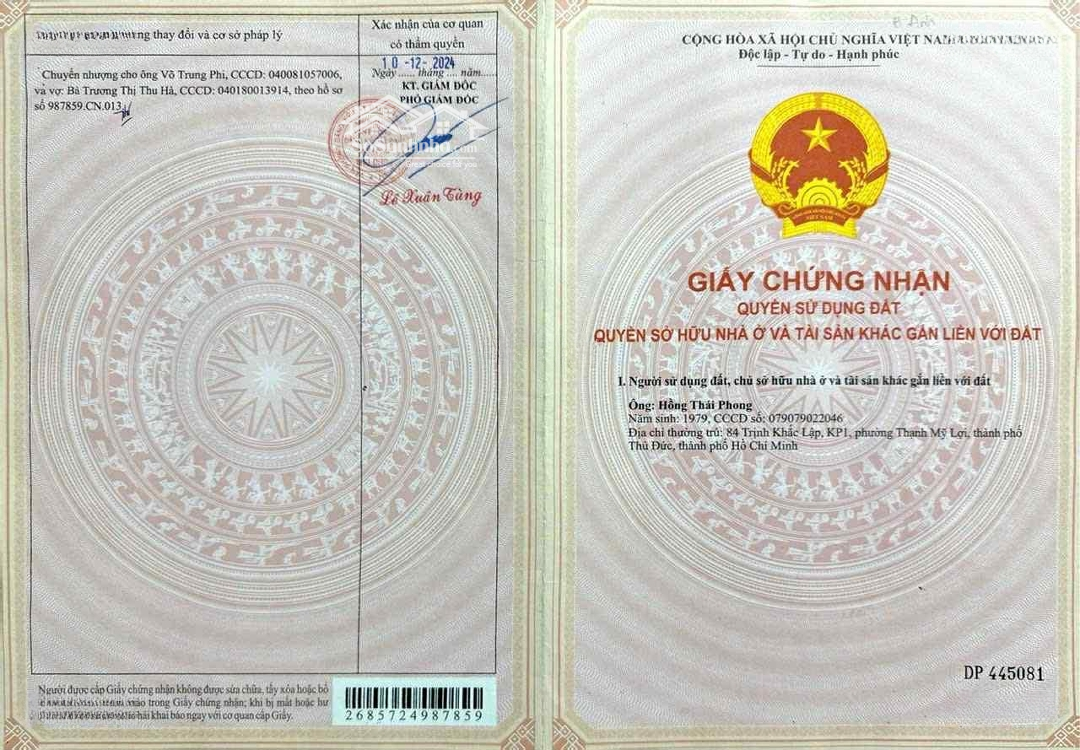 thay đổi và cơ sở pháp lý
Xác nhận của cơ quan
có thẩm quyền
Chuyển nhượng cho ông Võ Trung Phi, CCCD: 040081057006,
và vợ: Bà Trương Thị Thu Hà, CCCD: 040180013914, theo hồ sơ
số 987859.CN.013
10-12-2024
Ngày ...... tháng .... năm.....
KT. GIÁM ĐỐC
PHÓ GIÁM ĐỐC
Lê Xuân Tùng
Người được cấp Giấy chứng nhận không được sửa chữa, tẩy xóa hoặc bổ
nào trong Giấy chứng nhận; khi bị mất hoặc hư
khai báo ngay với cơ quan cấp Giấy.
2685724987859
CỘNG HÒA XÃ HỘI CHỦ NGHĨA VIỆT NAM
Độc lập - Tự do - Hạnh phúc
VIỆT NAM
GIẤY CHỨNG NHẬN
QUYỀN SỬ DỤNG ĐẤT
QUYỀN SỞ HỮU NHÀ Ở VÀ TÀI SẢN KHÁC GẮN LIỀN VỚI ĐẤT
I. Người sử dụng đất, chủ sở hữu nhà ở và tài sản khác gắn liền với đất
Ông: Hồng Thái Phong
Năm sinh: 1979, CCCD số: 079079022046
Địa chỉ thường trú: 84 Trịnh Khắc Lập, KP1, phường Thạnh Mỹ Lợi, thành phố
Thủ Đức, thành phố Hồ Chí Minh
DP 445081